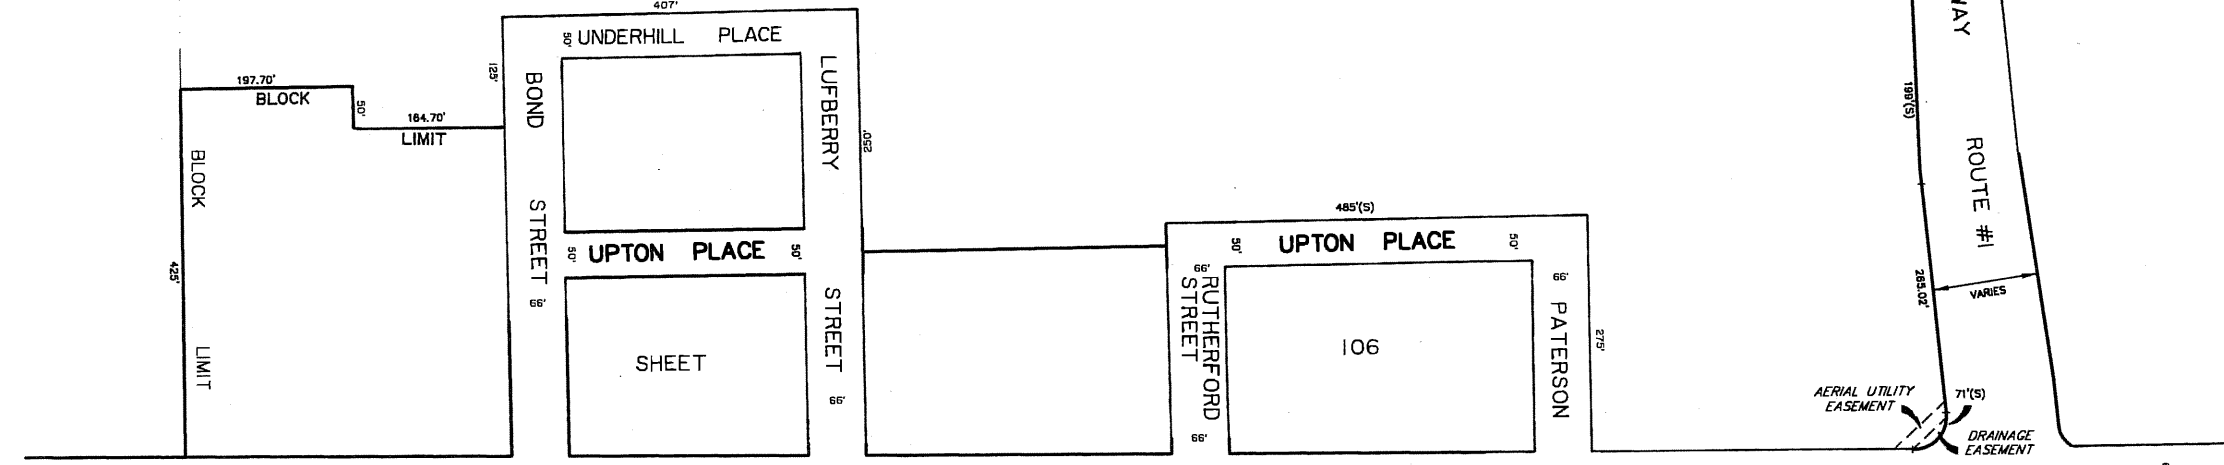 407'
50' UNDERHILL PLACE
125'
BOND STREET
66'
LUFBERRY STREET
66'
250'
197.70'
BLOCK
50'
164.70'
LIMIT
BLOCK LIMIT
425'
50' UPTON PLACE 50'
SHEET
485'(S)
50' UPTON PLACE 50'
66'
RUTHERFORD
STREET
66'
106
66'
PATERSON
275'
WAY
ROUTE #1
199'(S)
265.02'
VARIES
AERIAL UTILITY
EASEMENT
71'(S)
DRAINAGE
EASEMENT